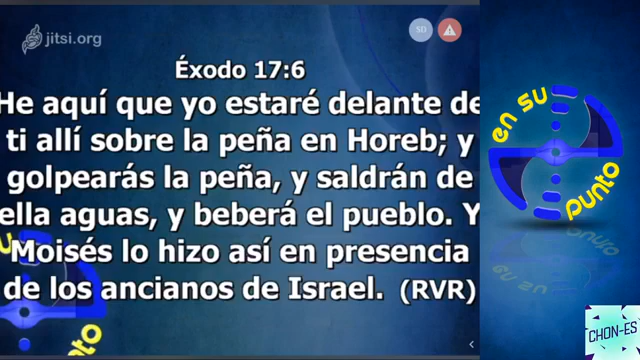 jitsi.org
SD
Éxodo 17:6
He aquí que yo estaré delante de
ti allí sobre la peña en Horeb; y
golpearás la peña, y saldrán de
ella aguas, y beberá el pueblo. Y
Moisés lo hizo así en presencia
de los ancianos de Israel. (RVR)
en su
punto
punto
CHON-ES